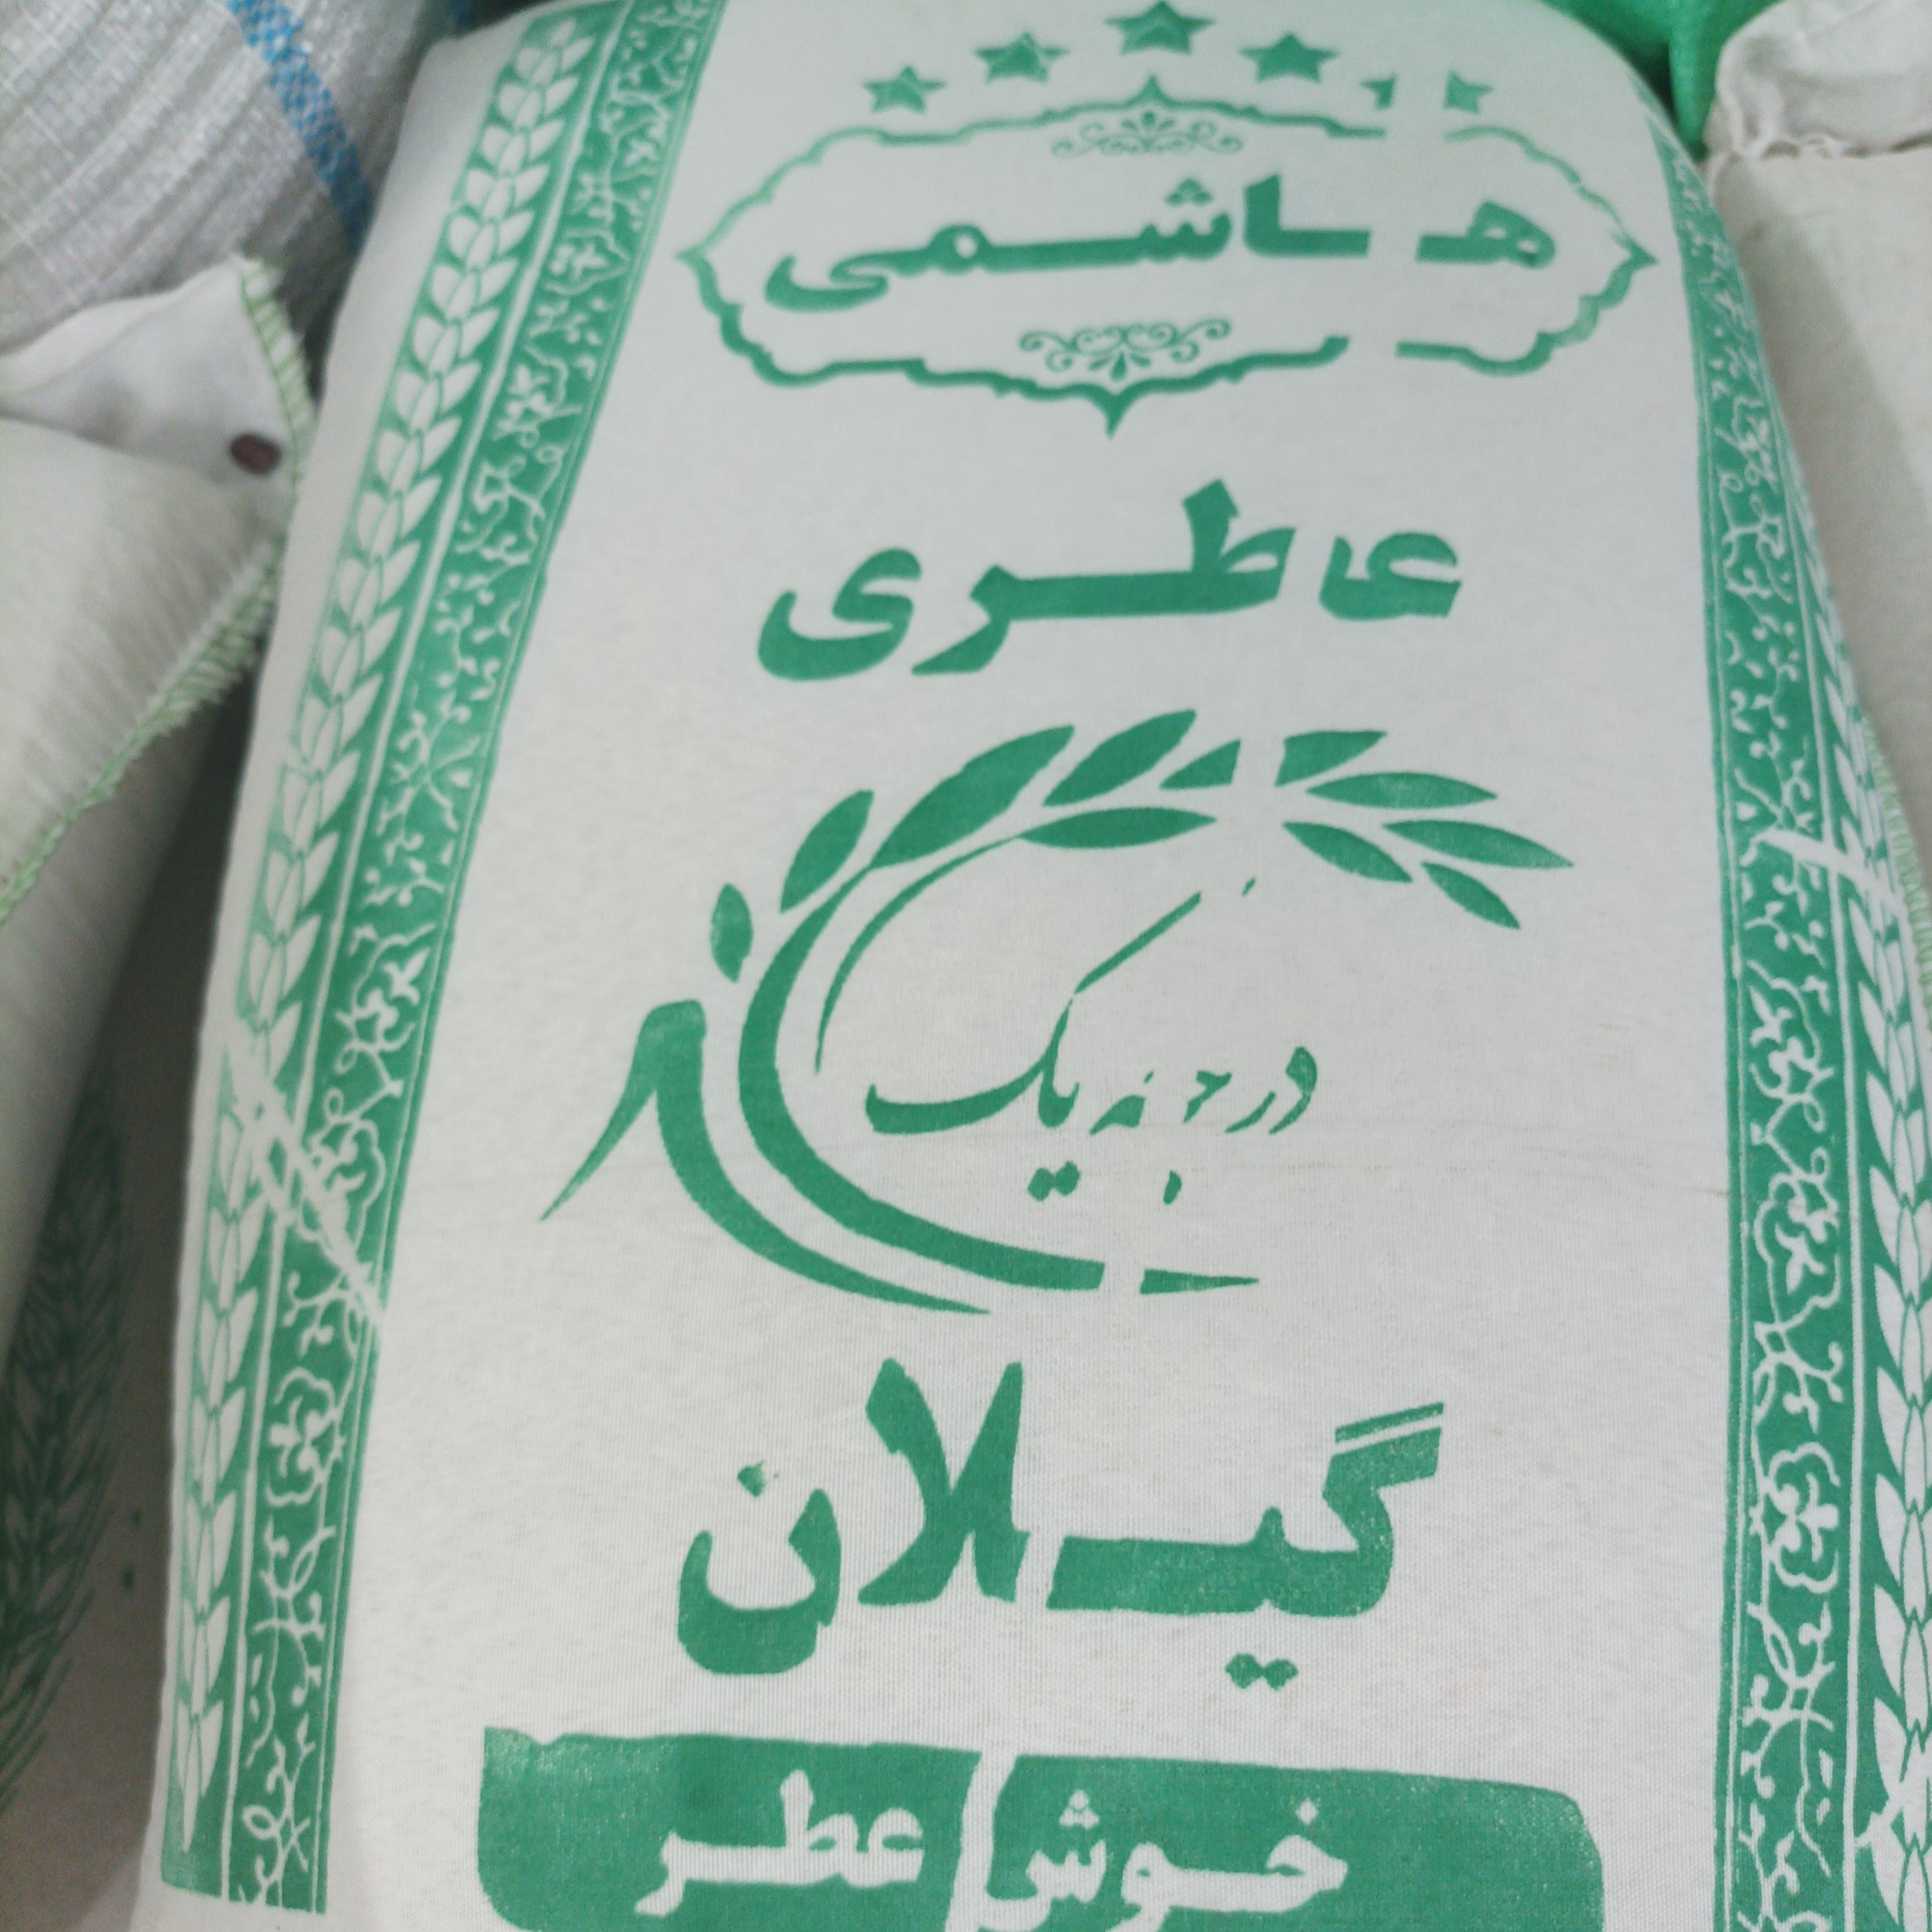 هاشمی
عطری
درجه یک
گیلان
خوش عطر